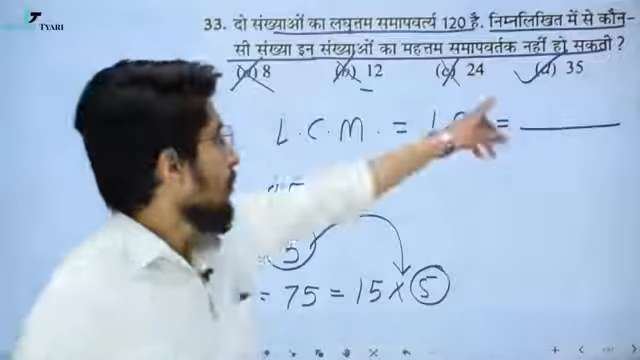 TYARI
33. दो संख्याओं का लघुत्तम समापवर्त्य 120 है. निम्नलिखित में से कौन-
सी संख्या इन संख्याओं का महत्तम समापवर्तक नहीं हो सकती ?
(a) 8 (b) 12 (c) 24 (d) 35
L.C.M. = =
5
= 75 = 15 × 5